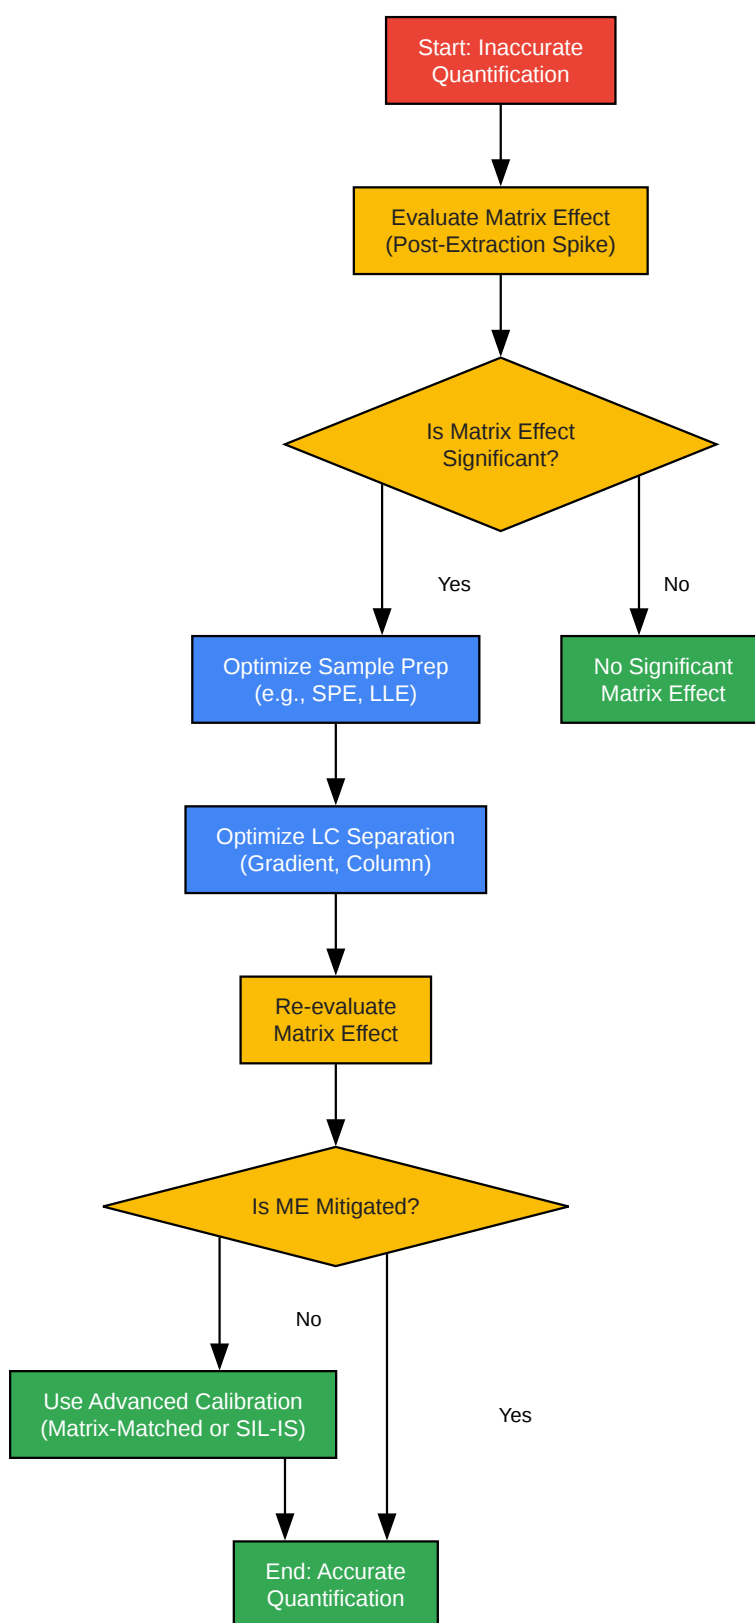 Start: Inaccurate
Quantification
Evaluate Matrix Effect
(Post-Extraction Spike)
Is Matrix Effect
Significant?
Yes
No
Optimize Sample Prep
(e.g., SPE, LLE)
No Significant
Matrix Effect
Optimize LC Separation
(Gradient, Column)
Re-evaluate
Matrix Effect
Is ME Mitigated?
No
Use Advanced Calibration
(Matrix-Matched or SIL-IS)
Yes
End: Accurate
Quantification